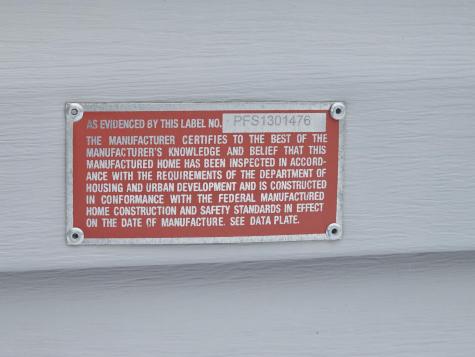 AS EVIDENCED BY THIS LABEL NO. PFS1301476
THE MANUFACTURER CERTIFIES TO THE BEST OF THE
MANUFACTURER'S KNOWLEDGE AND BELIEF THAT THIS
MANUFACTURED HOME HAS BEEN INSPECTED IN ACCORD-
ANCE WITH THE REQUIREMENTS OF THE DEPARTMENT OF
HOUSING AND URBAN DEVELOPMENT AND IS CONSTRUCTED
IN CONFORMANCE WITH THE FEDERAL MANUFACTURED
HOME CONSTRUCTION AND SAFETY STANDARDS IN EFFECT
ON THE DATE OF MANUFACTURE. SEE DATA PLATE.